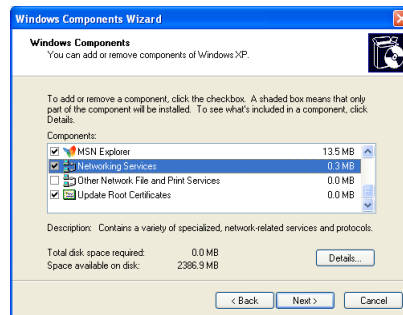 Windows Components Wizard
Windows Components
You can add or remove components of Windows XP.
To add or remove a component, click the checkbox. A shaded box means that only
part of the component will be installed. To see what's included in a component, click
Details.
Components:
MSN Explorer 13.5 MB
Networking Services 0.3 MB
Other Network File and Print Services 0.0 MB
Update Root Certificates 0.0 MB
Description: Contains a variety of specialized, network-related services and protocols.
Total disk space required: 0.0 MB
Space available on disk: 2386.9 MB
Details...
< Back Next > Cancel